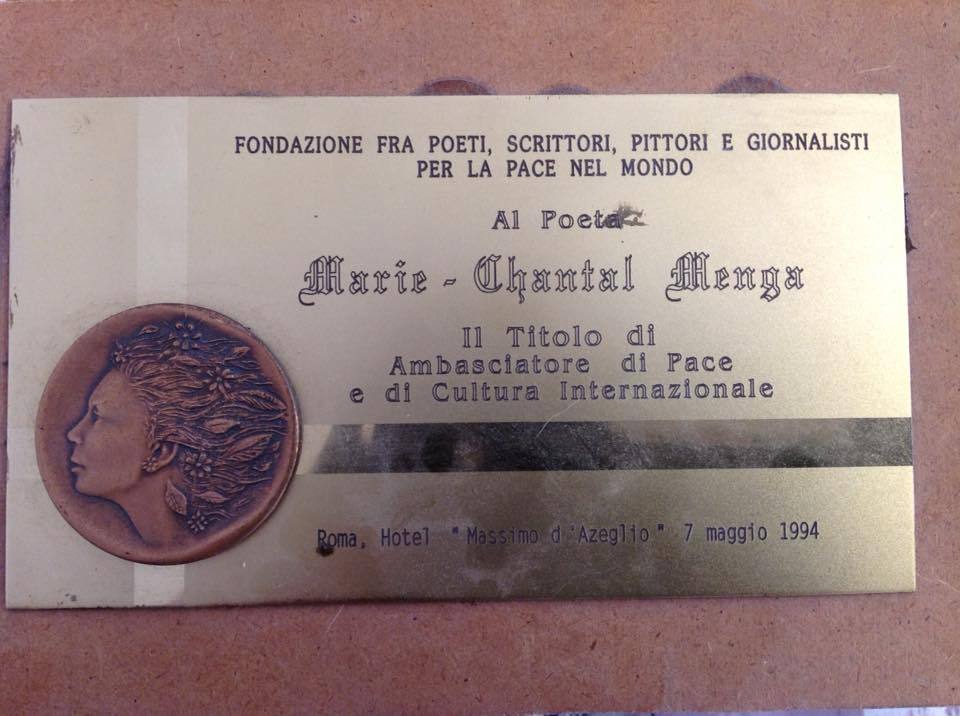 FONDAZIONE FRA POETI, SCRITTORI, PITTORI E GIORNALISTI
PER LA PACE NEL MONDO
Al Poeta
Marie - Chantal Menga
Il Titolo di
Ambasciatore di Pace
e di Cultura Internazionale
Roma, Hotel "Massimo d'Azeglio" 7 maggio 1994